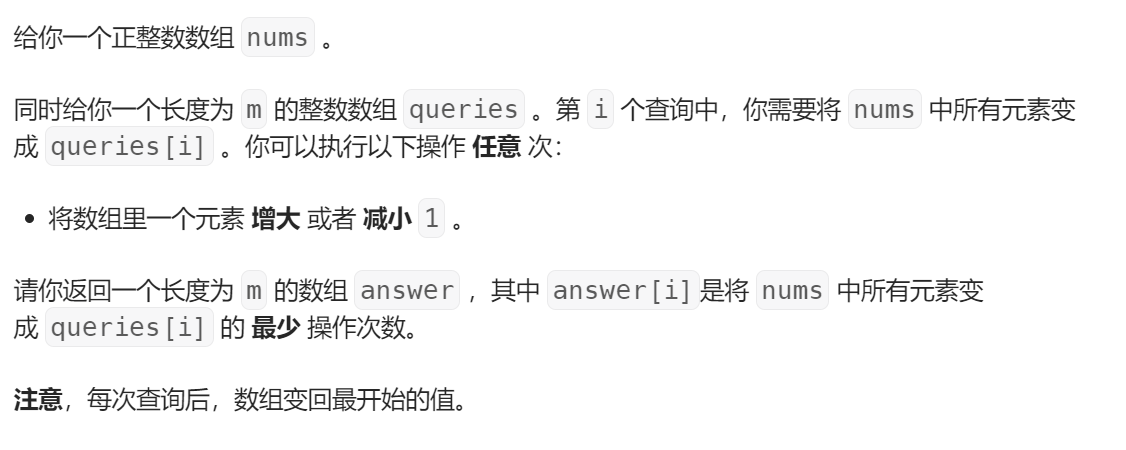 给你一个正整数数组 nums 。
同时给你一个长度为 m 的整数数组 queries 。第 i 个查询中，你需要将 nums 中所有元素变
成 queries[i] 。你可以执行以下操作 任意 次：
• 将数组里一个元素 增大 或者 减小 1 。
请你返回一个长度为 m 的数组 answer ，其中 answer[i]是将 nums 中所有元素变
成 queries[i] 的 最少 操作次数。
注意，每次查询后，数组变回最开始的值。